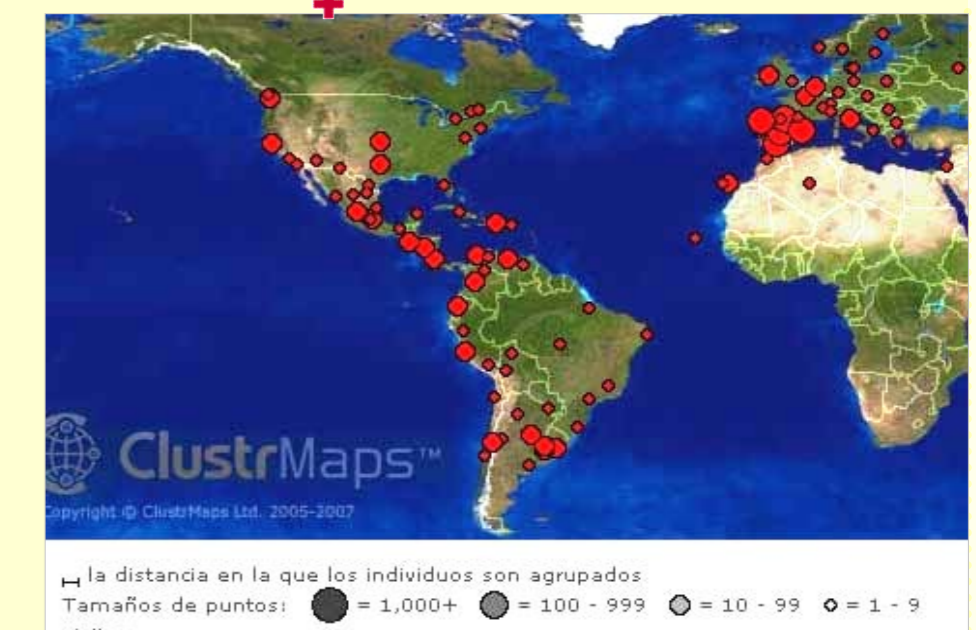 ClustrMaps™
Copyright © ClustrMaps Ltd. 2005-2007
la distancia en la que los individuos son agrupados
Tamaños de puntos: = 1,000+ = 100 - 999 = 10 - 99 = 1 - 9